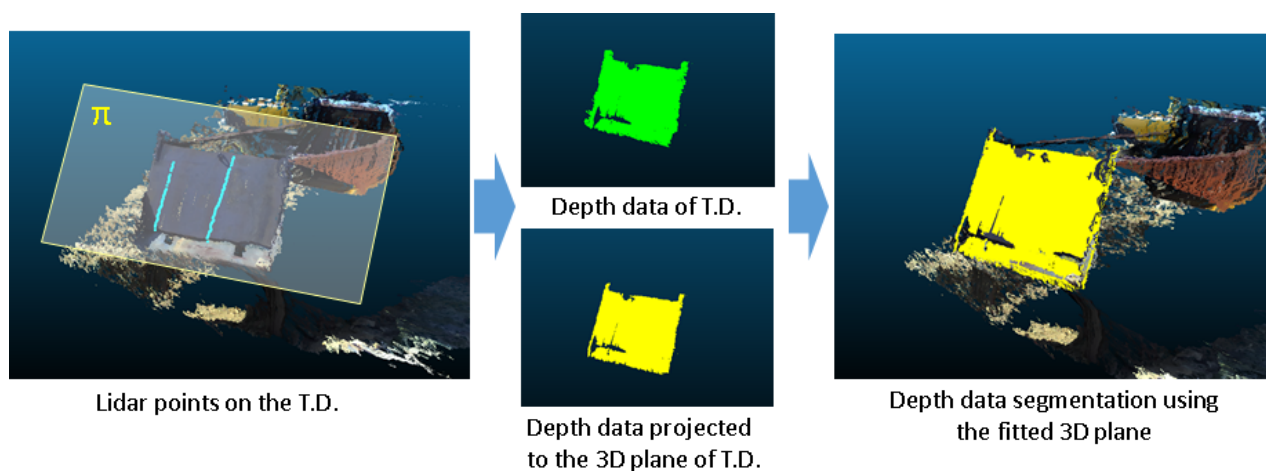 π
Lidar points on the T.D.
Depth data of T.D.
Depth data projected
to the 3D plane of T.D.
Depth data segmentation using
the fitted 3D plane